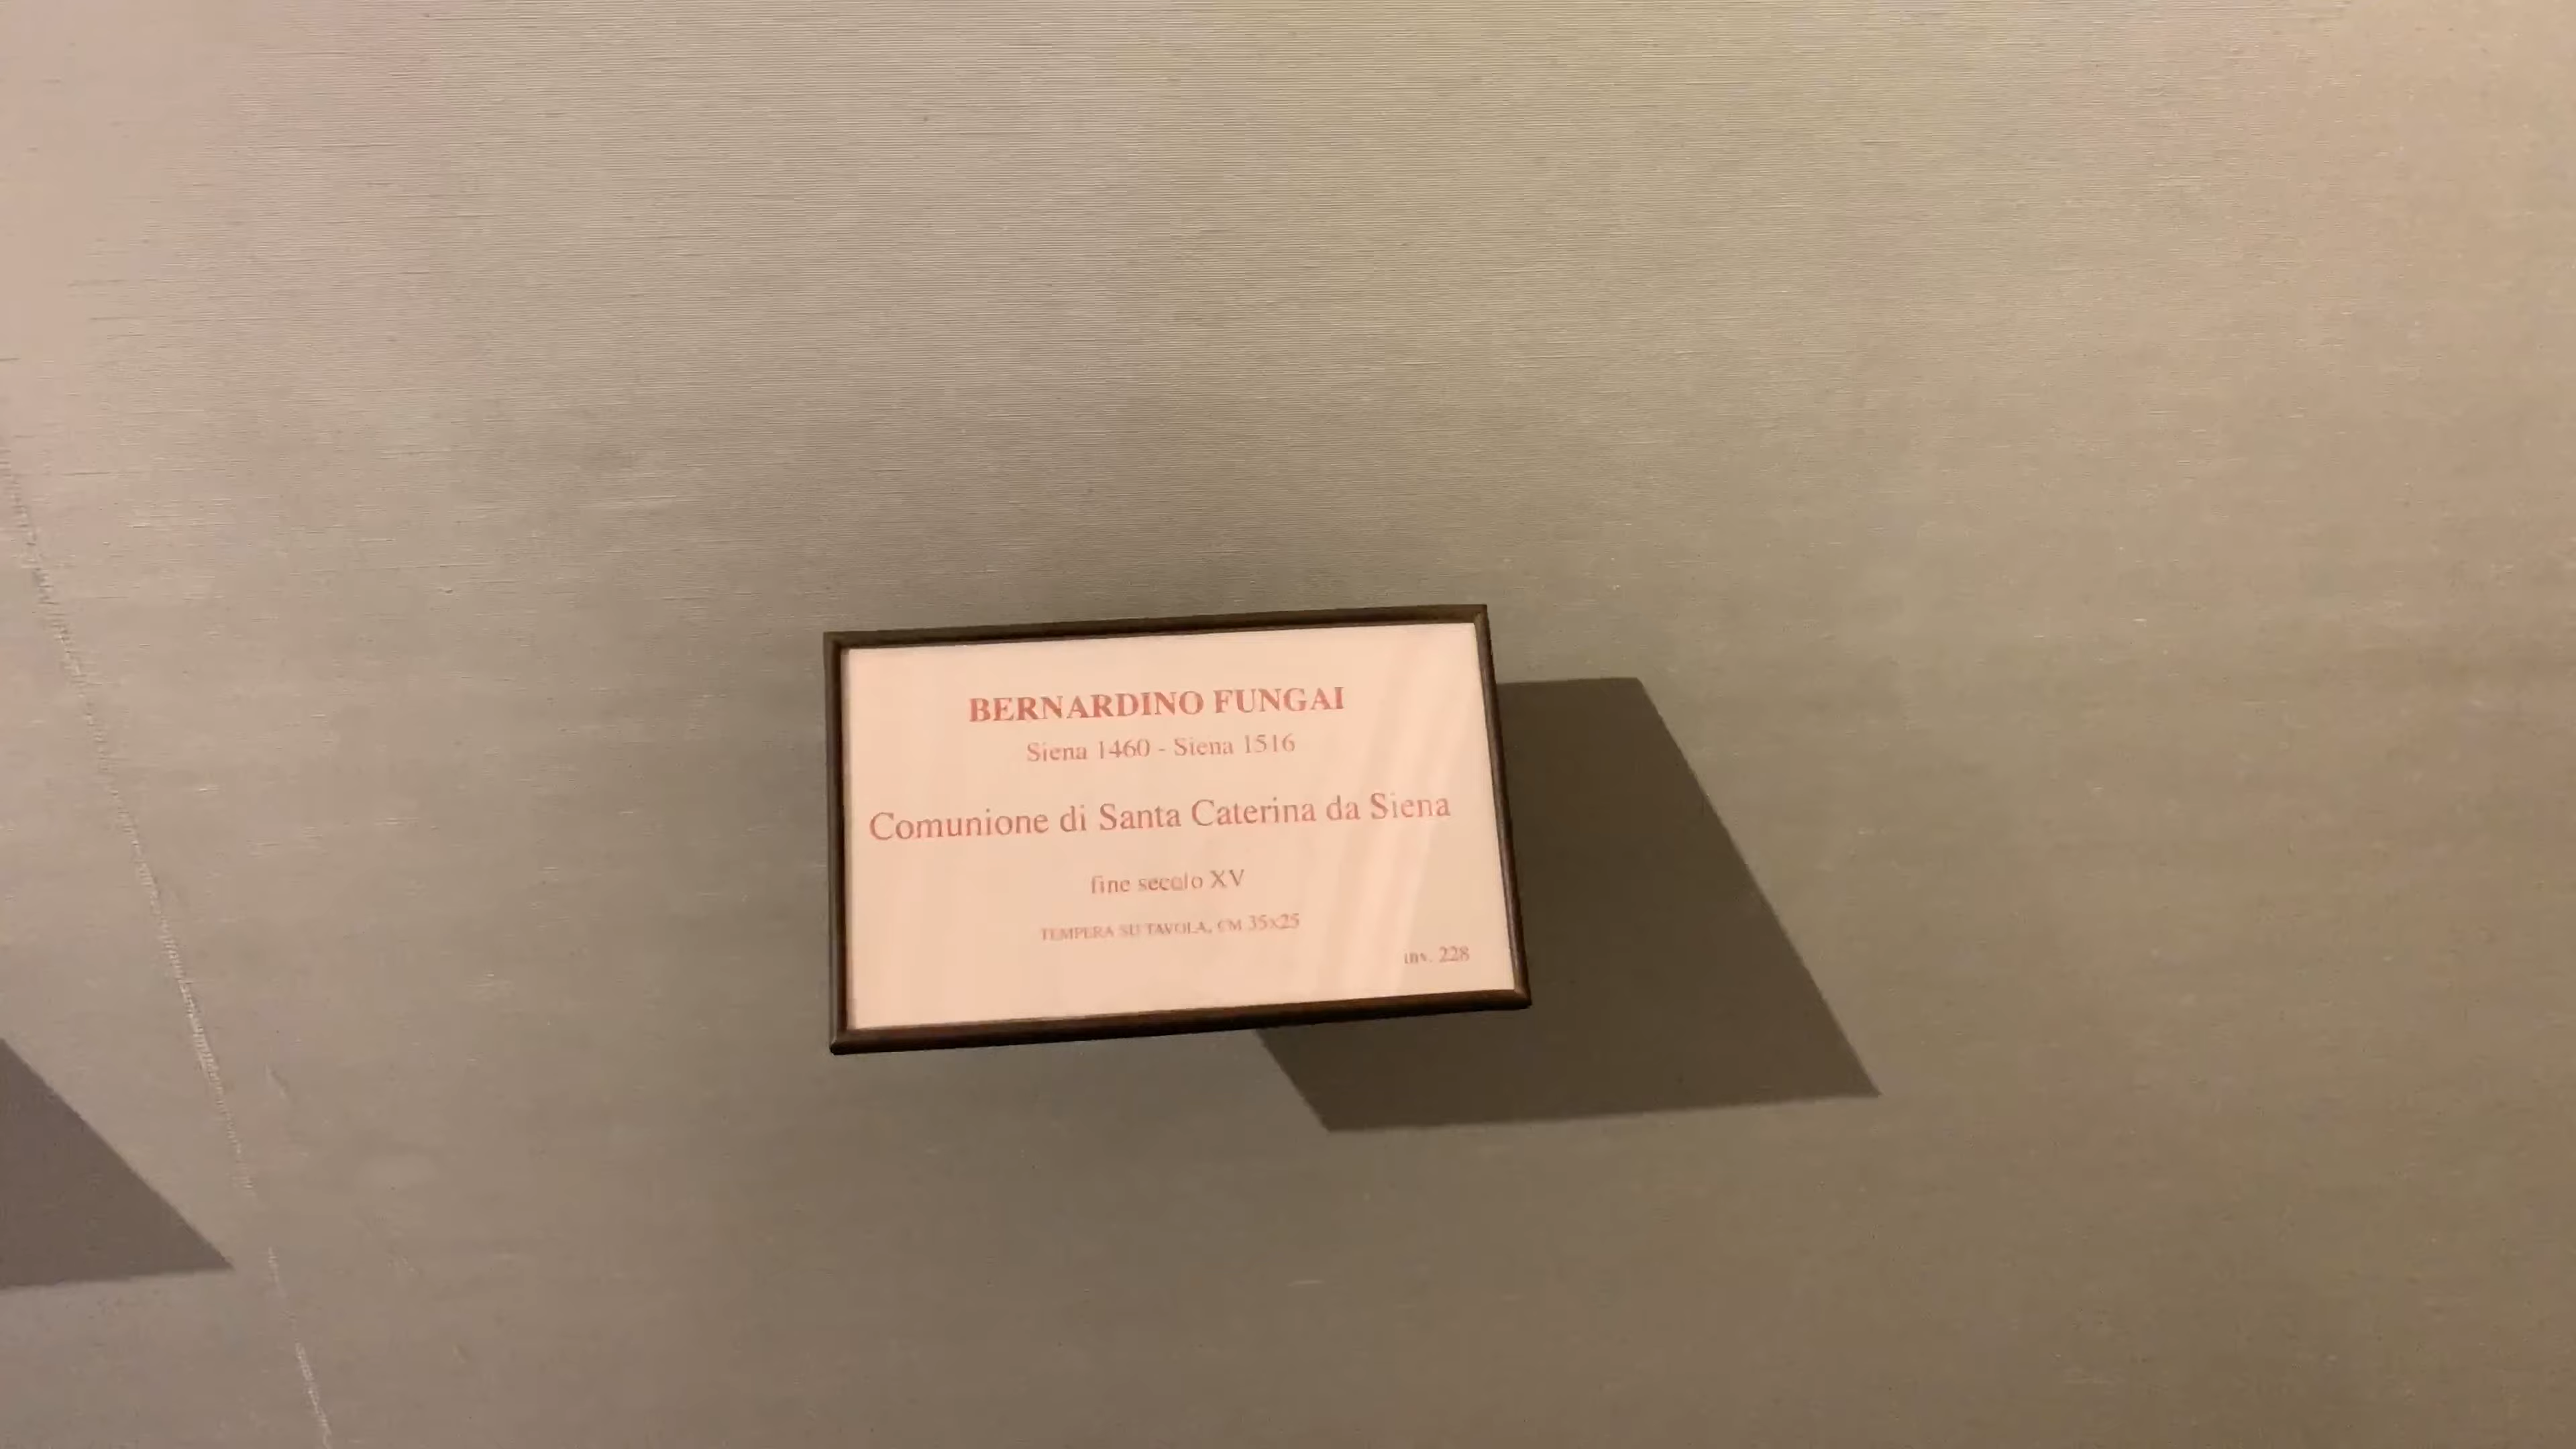 BERNARDINO FUNGAI
Siena 1460 - Siena 1516
Comunione di Santa Caterina da Siena
fine secolo XV
TEMPERA SU TAVOLA, CM 35x25
inv. 228